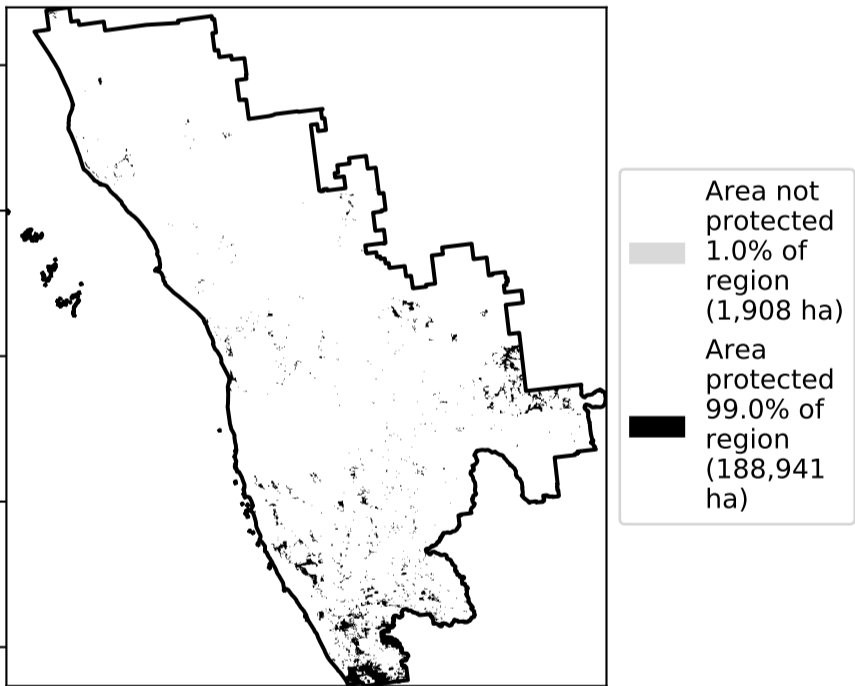 Area not
protected
1.0% of
region
(1,908 ha)
Area
protected
99.0% of
region
(188,941
ha)